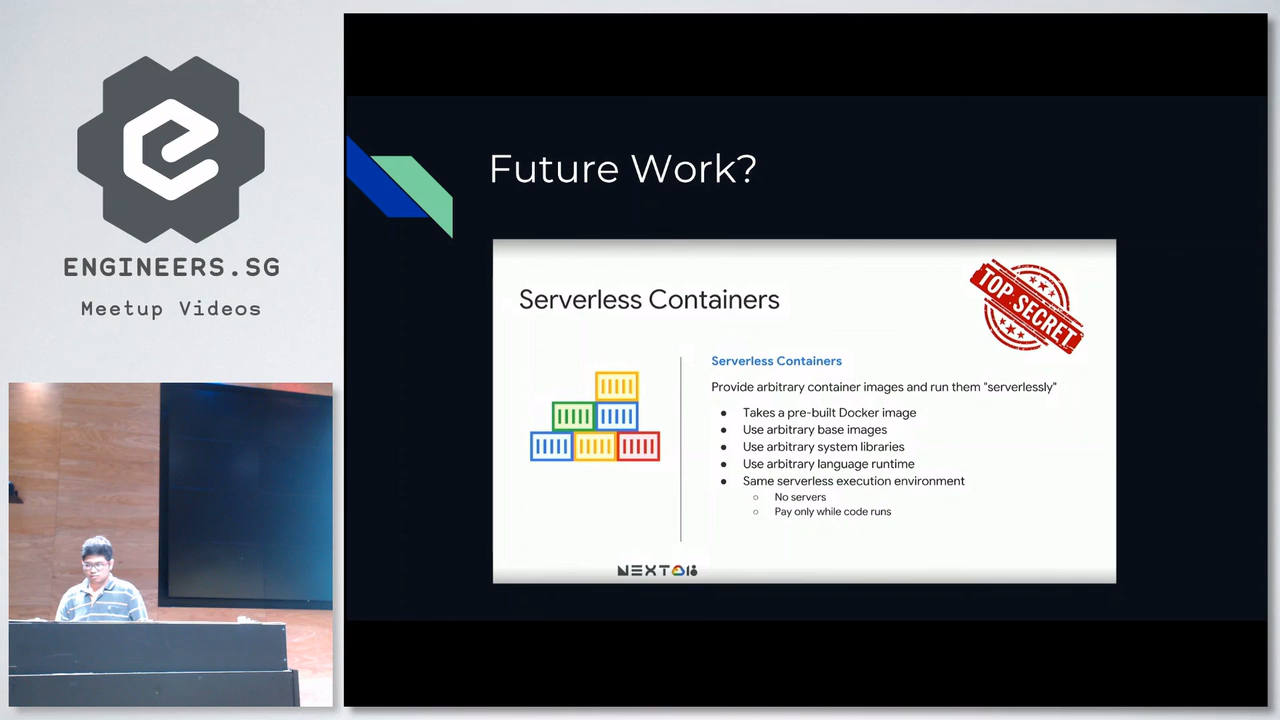 ENGINEERS.SG
Meetup Videos
Future Work?
Serverless Containers
TOP SECRET
Serverless Containers
Provide arbitrary container images and run them "serverlessly"
● Takes a pre-built Docker image
● Use arbitrary base images
● Use arbitrary system libraries
● Use arbitrary language runtime
● Same serverless execution environment
○ No servers
○ Pay only while code runs
NEXT 18